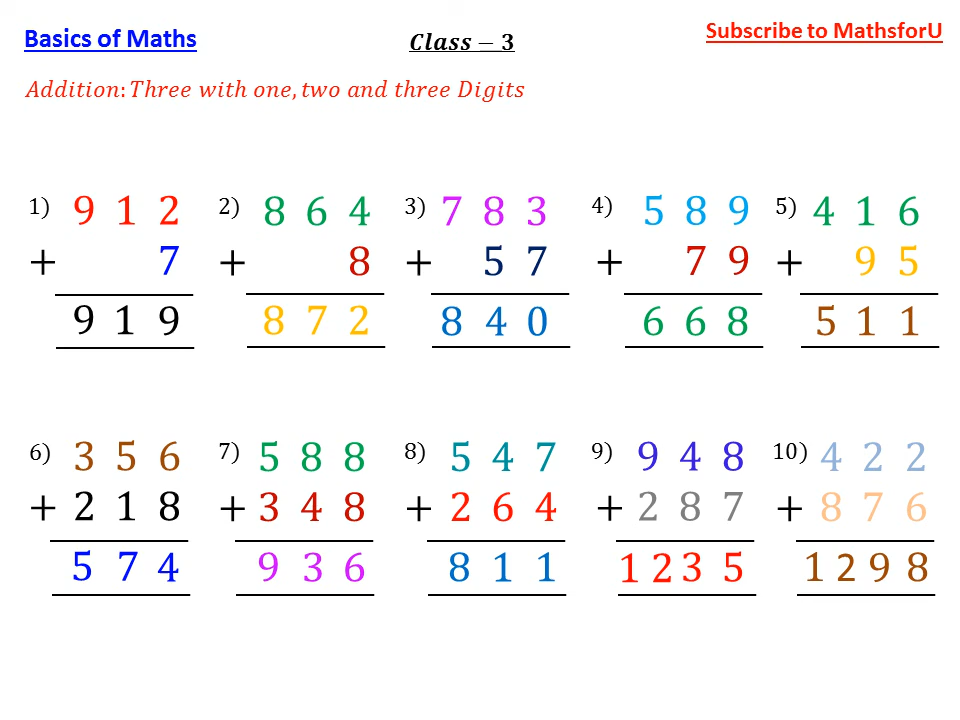 Basics of Maths
Class – 3
Subscribe to MathsforU
Addition: Three with one, two and three Digits
1) 9 1 2 2) 8 6 4 3) 7 8 3 4) 5 8 9 5) 4 1 6
+ 7 + 8 + 5 7 + 7 9 + 9 5
9 1 9 8 7 2 8 4 0 6 6 8 5 1 1
6) 3 5 6 7) 5 8 8 8) 5 4 7 9) 9 4 8 10) 4 2 2
+ 2 1 8 + 3 4 8 + 2 6 4 + 2 8 7 + 8 7 6
5 7 4 9 3 6 8 1 1 1 2 3 5 1 2 9 8